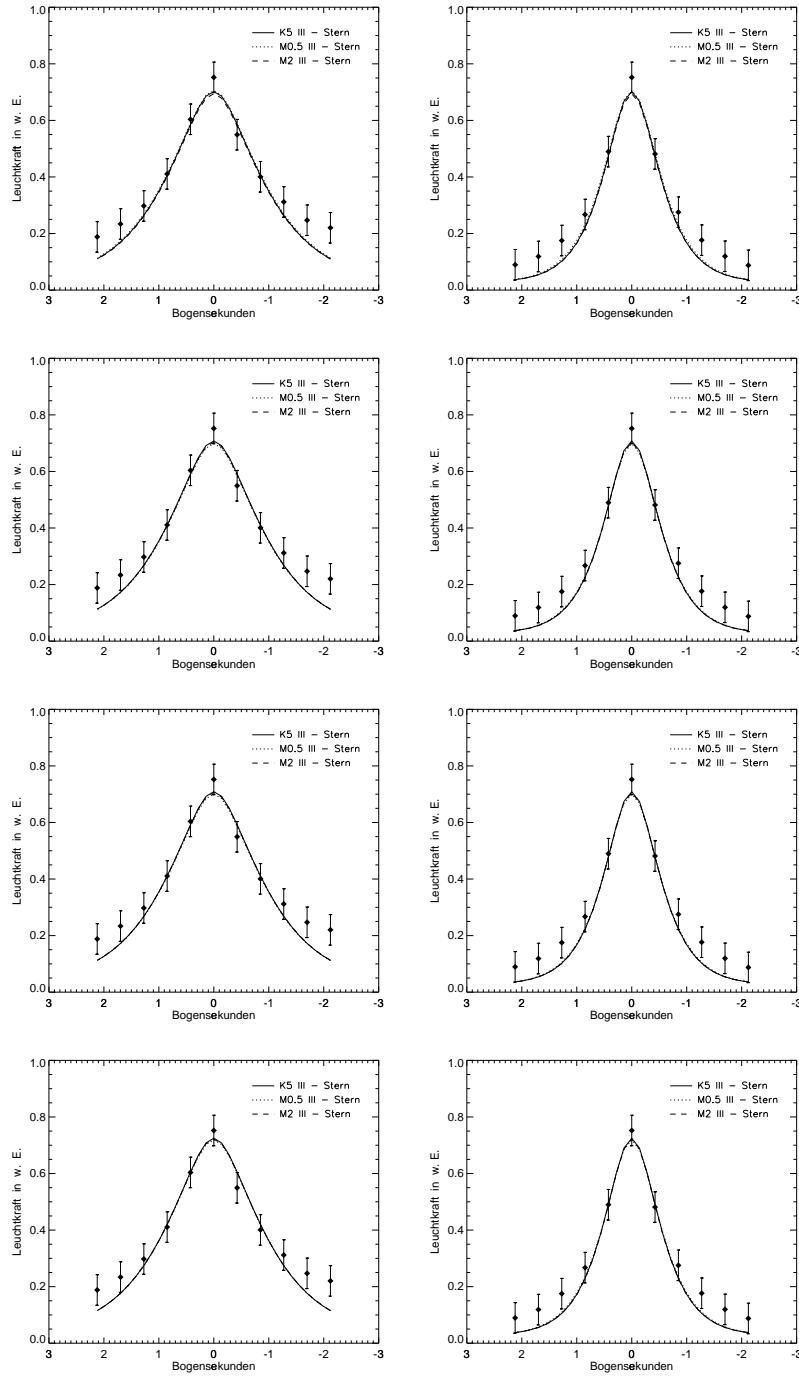 1.0
0.8
0.6
0.4
0.2
0.0
Leuchtkraft in w. E.
K5 III – Stern
M0.5 III – Stern
M2 III – Stern
3 2 1 0 -1 -2 -3
Bogensekunden
1.0
0.8
0.6
0.4
0.2
0.0
Leuchtkraft in w. E.
K5 III – Stern
M0.5 III – Stern
M2 III – Stern
3 2 1 0 -1 -2 -3
Bogensekunden
1.0
0.8
0.6
0.4
0.2
0.0
Leuchtkraft in w. E.
K5 III – Stern
M0.5 III – Stern
M2 III – Stern
3 2 1 0 -1 -2 -3
Bogensekunden
1.0
0.8
0.6
0.4
0.2
0.0
Leuchtkraft in w. E.
K5 III – Stern
M0.5 III – Stern
M2 III – Stern
3 2 1 0 -1 -2 -3
Bogensekunden
1.0
0.8
0.6
0.4
0.2
0.0
Leuchtkraft in w. E.
K5 III – Stern
M0.5 III – Stern
M2 III – Stern
3 2 1 0 -1 -2 -3
Bogensekunden
1.0
0.8
0.6
0.4
0.2
0.0
Leuchtkraft in w. E.
K5 III – Stern
M0.5 III – Stern
M2 III – Stern
3 2 1 0 -1 -2 -3
Bogensekunden
1.0
0.8
0.6
0.4
0.2
0.0
Leuchtkraft in w. E.
K5 III – Stern
M0.5 III – Stern
M2 III – Stern
3 2 1 0 -1 -2 -3
Bogensekunden
1.0
0.8
0.6
0.4
0.2
0.0
Leuchtkraft in w. E.
K5 III – Stern
M0.5 III – Stern
M2 III – Stern
3 2 1 0 -1 -2 -3
Bogensekunden